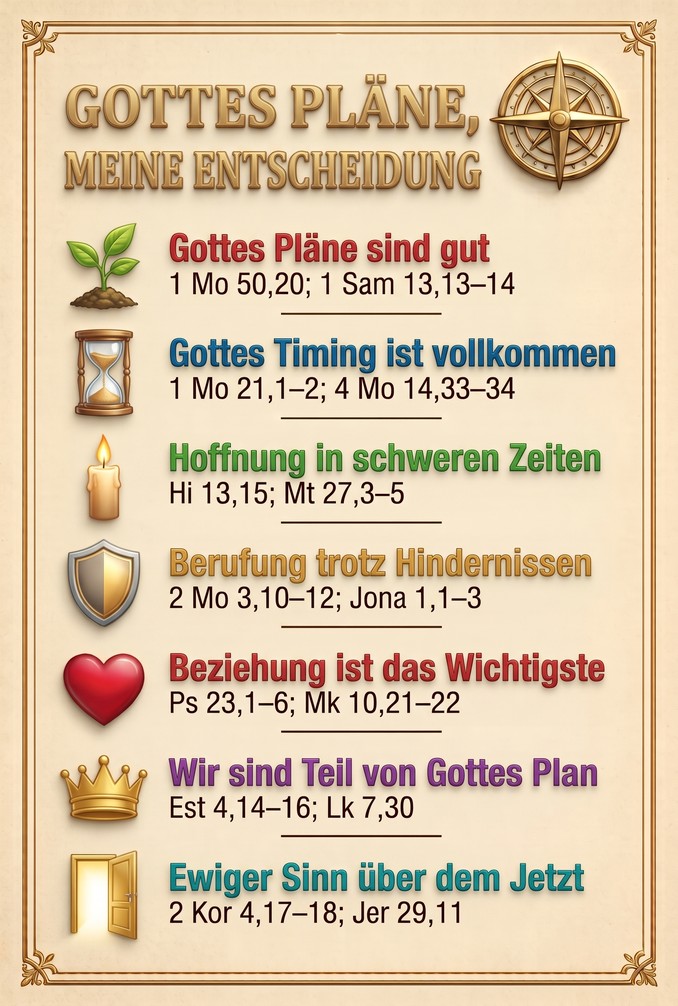 GOTTES PLÄNE,
MEINE ENTSCHEIDUNG
Gottes Pläne sind gut
1 Mo 50,20; 1 Sam 13,13–14
Gottes Timing ist vollkommen
1 Mo 21,1–2; 4 Mo 14,33–34
Hoffnung in schweren Zeiten
Hi 13,15; Mt 27,3–5
Berufung trotz Hindernissen
2 Mo 3,10–12; Jona 1,1–3
Beziehung ist das Wichtigste
Ps 23,1–6; Mk 10,21–22
Wir sind Teil von Gottes Plan
Est 4,14–16; Lk 7,30
Ewiger Sinn über dem Jetzt
2 Kor 4,17–18; Jer 29,11